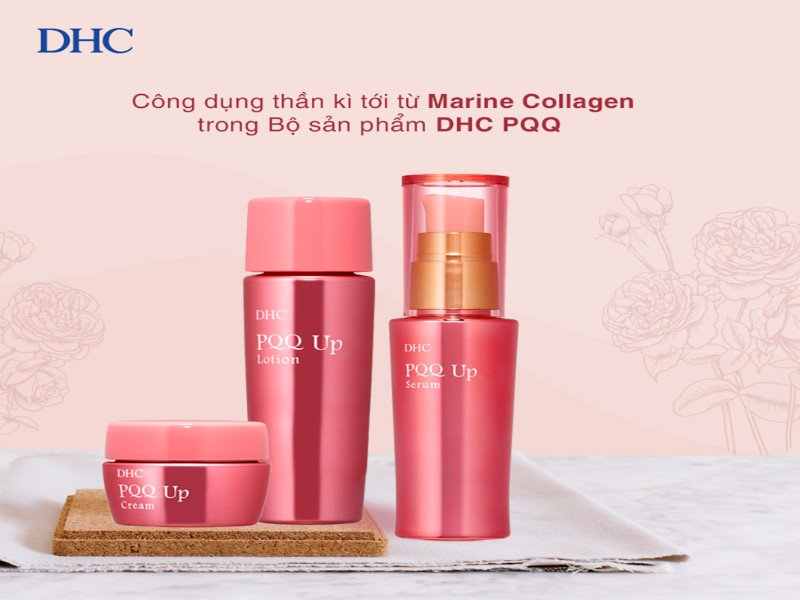 DHC
Công dụng thần kì tới từ Marine Collagen
trong Bộ sản phẩm DHC PQQ
DHC
PQQ Up
Lotion
DHC
PQQ Up
Serum
DHC
PQQ Up
Cream